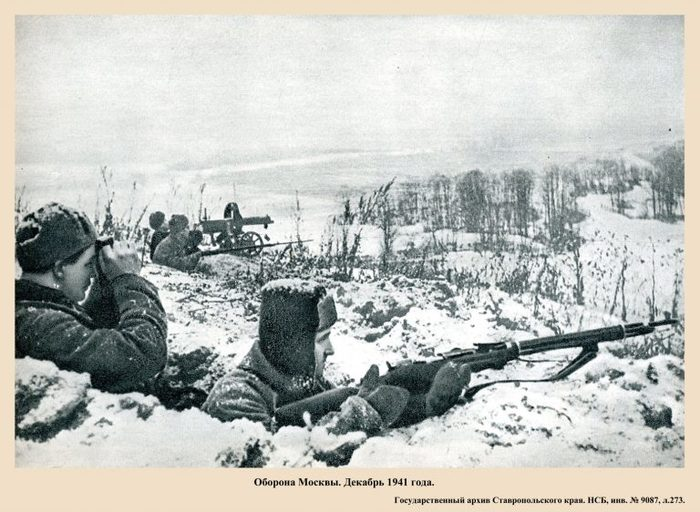 Оборона Москвы. Декабрь 1941 года.
Государственный архив Ставропольского края. НСБ, инв. № 9087, л.273.